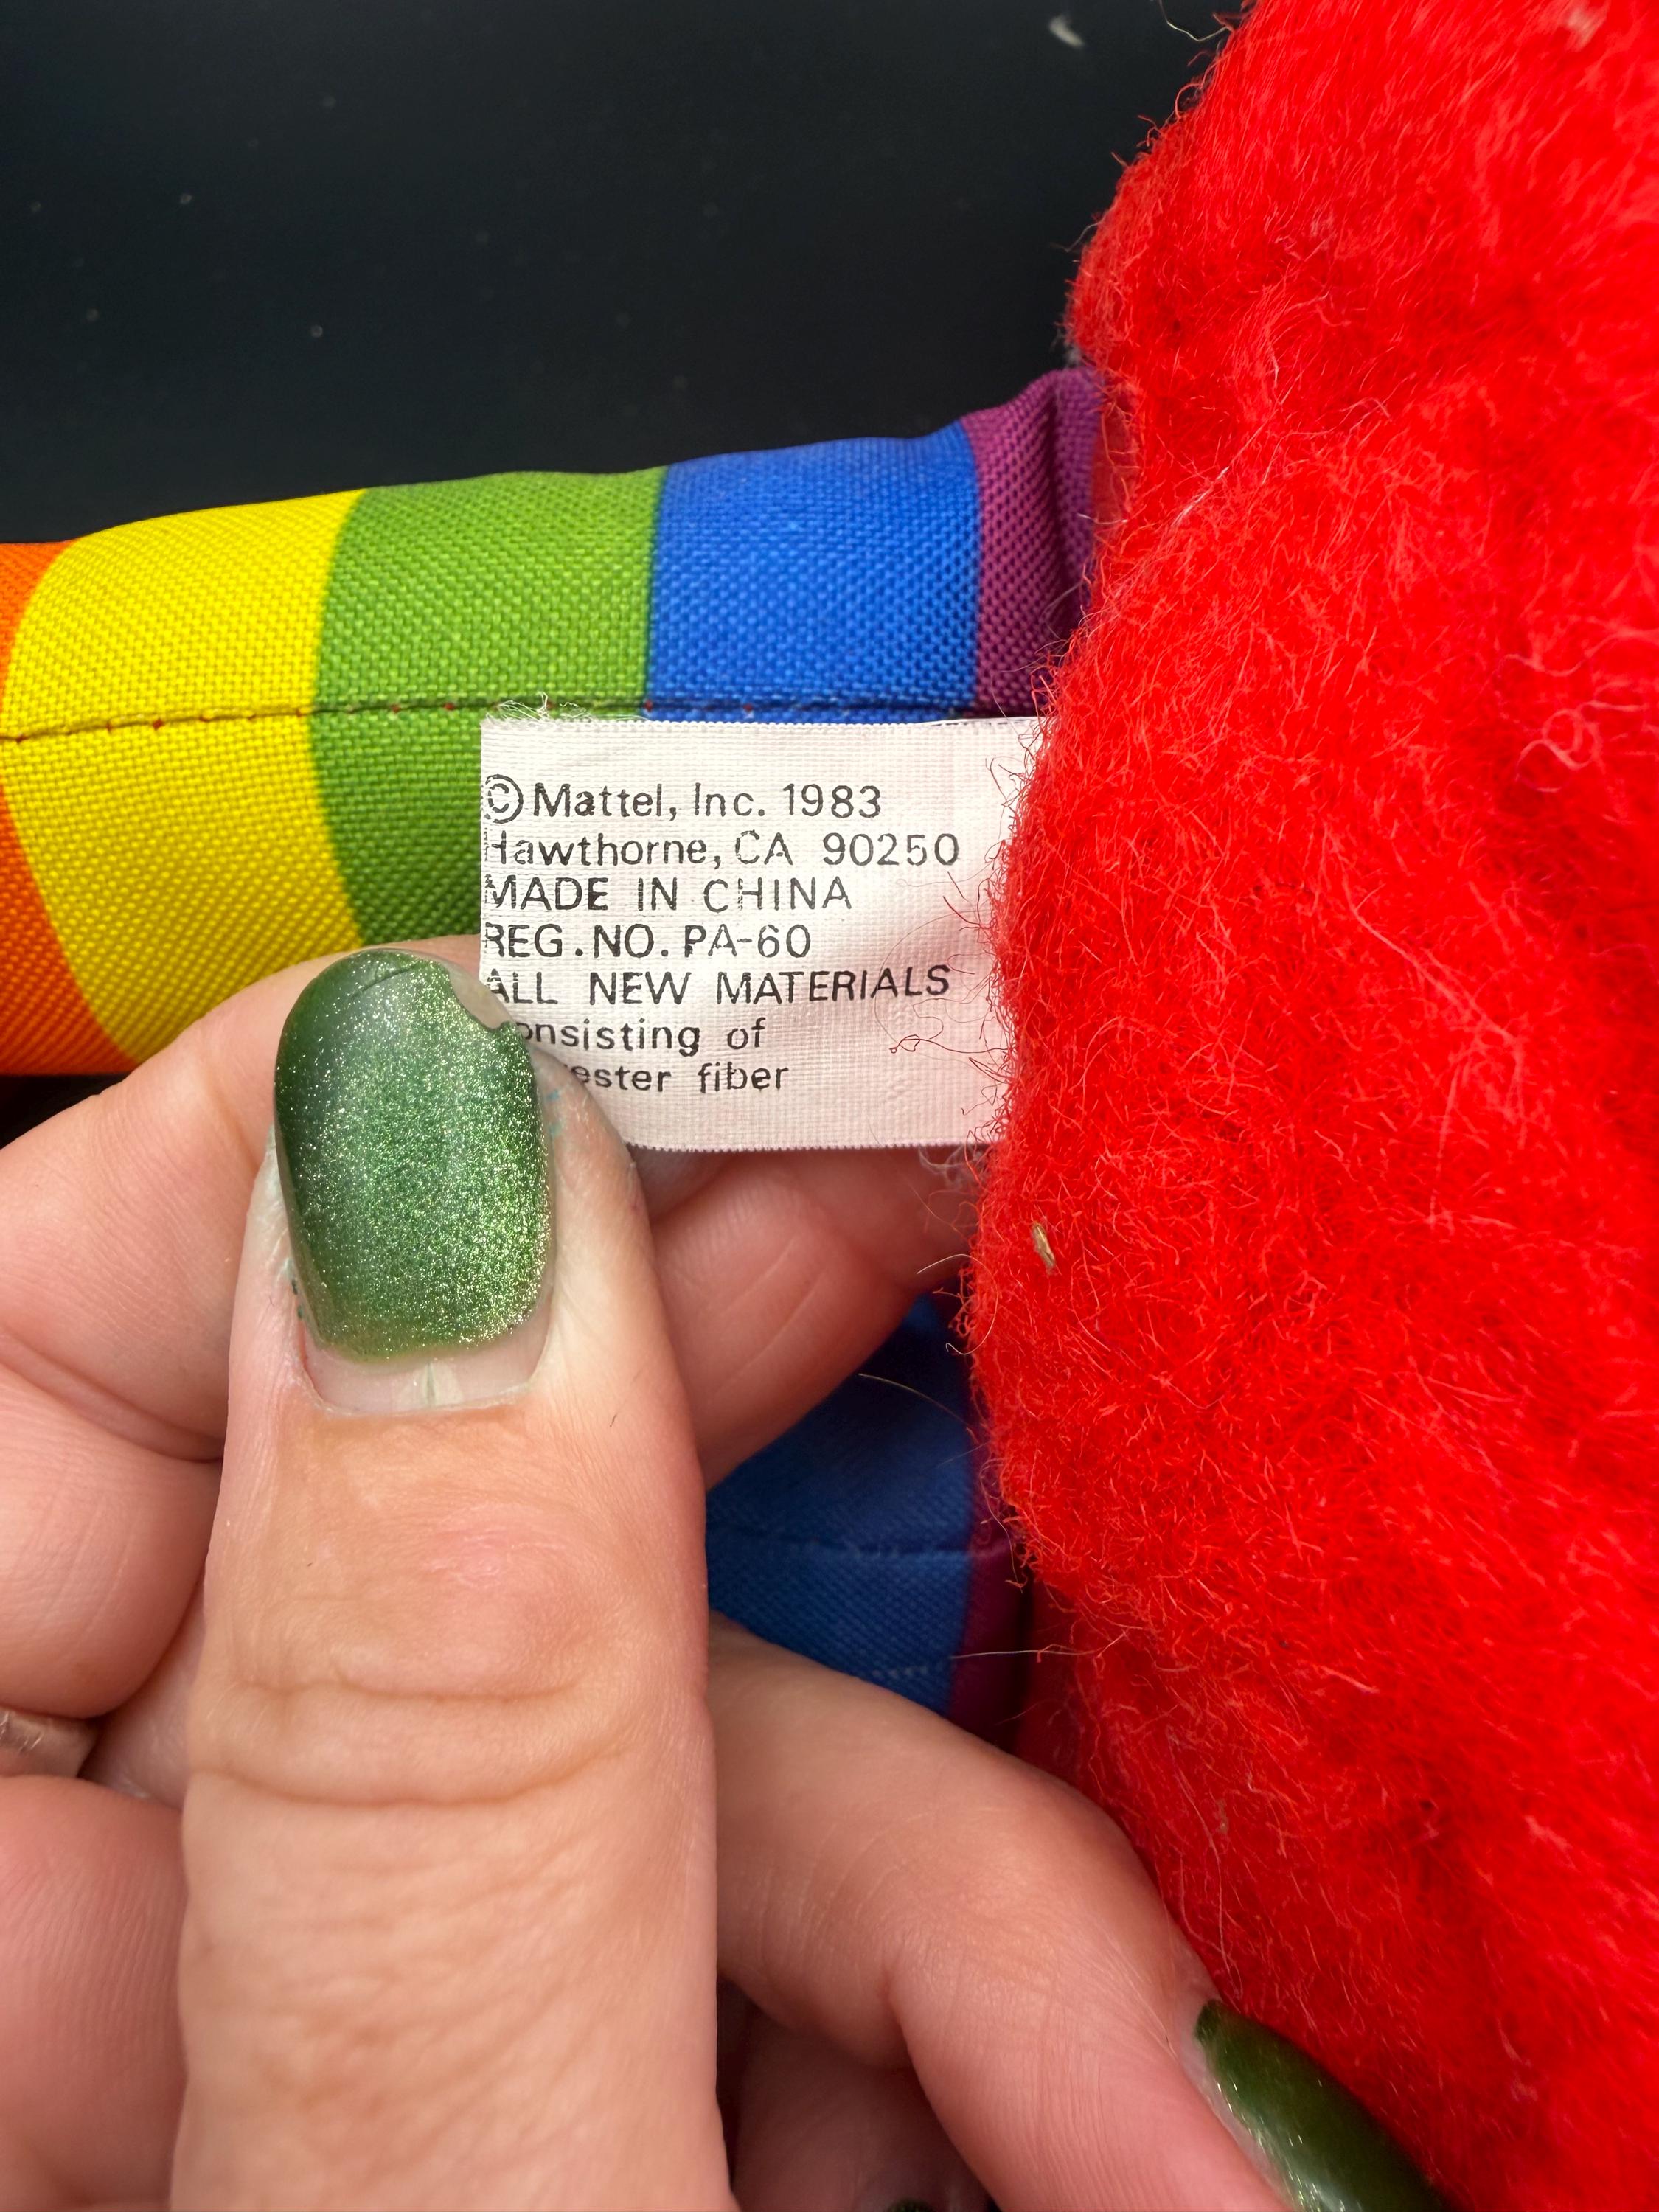 © Mattel, Inc. 1983
Hawthorne, CA 90250
MADE IN CHINA
REG. NO. PA-60
ALL NEW MATERIALS
onsisting of
ester fiber